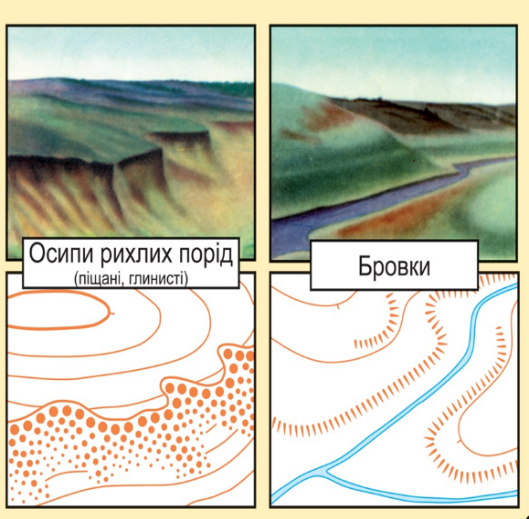 Осипи рихлих порід
(піщані, глинисті)
Бровки